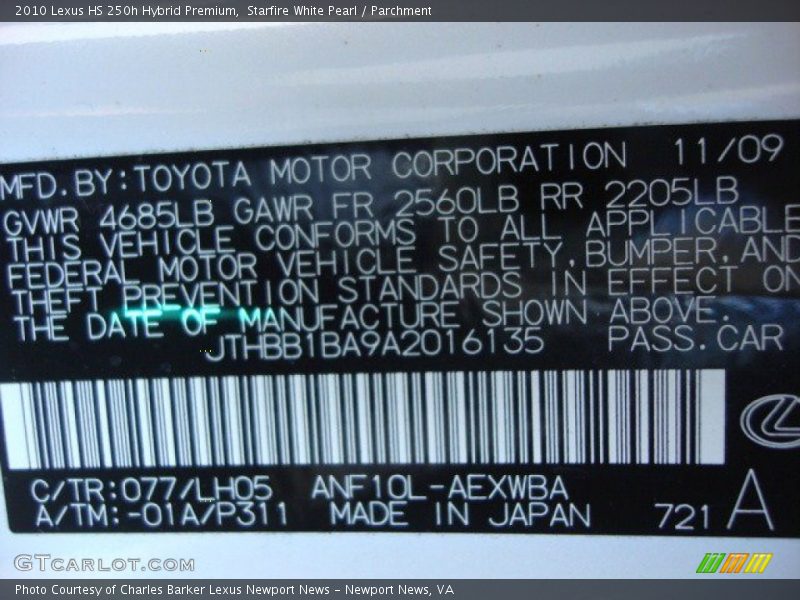 2010 Lexus HS 250h Hybrid Premium, Starfire White Pearl / Parchment
MFD. BY: TOYOTA MOTOR CORPORATION 11/09
GVWR 4685LB GAWR FR 2560LB RR 2205LB
THIS VEHICLE CONFORMS TO ALL APPLICABLE
FEDERAL MOTOR VEHICLE SAFETY, BUMPER, AND
THEFT PREVENTION STANDARDS IN EFFECT ON
THE DATE OF MANUFACTURE SHOWN ABOVE.
JTHBB1BA9A2016135 PASS. CAR
C/TR: 077/LH05 ANF10L-AEXWBA
A/TM: -01A/P311 MADE IN JAPAN 721 A
GTCARLOT.COM
Photo Courtesy of Charles Barker Lexus Newport News - Newport News, VA